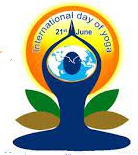 international day of yoga
21st June